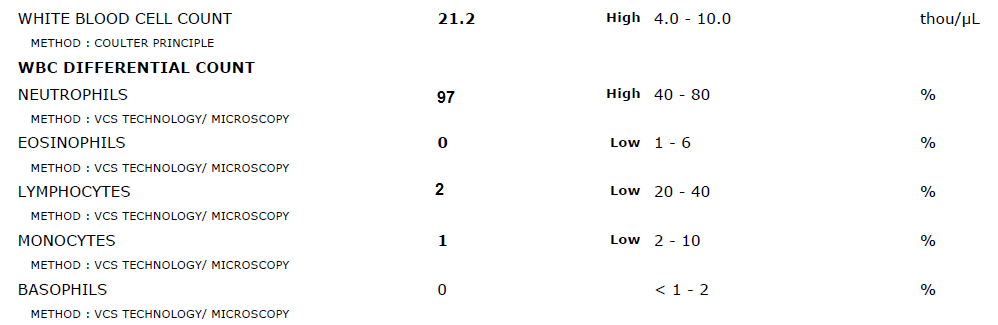 WHITE BLOOD CELL COUNT 21.2 High 4.0 - 10.0 thou/µL
METHOD : COULTER PRINCIPLE
WBC DIFFERENTIAL COUNT
NEUTROPHILS 97 High 40 - 80 %
METHOD : VCS TECHNOLOGY/ MICROSCOPY
EOSINOPHILS 0 Low 1 - 6 %
METHOD : VCS TECHNOLOGY/ MICROSCOPY
LYMPHOCYTES 2 Low 20 - 40 %
METHOD : VCS TECHNOLOGY/ MICROSCOPY
MONOCYTES 1 Low 2 - 10 %
METHOD : VCS TECHNOLOGY/ MICROSCOPY
BASOPHILS 0 < 1 - 2 %
METHOD : VCS TECHNOLOGY/ MICROSCOPY